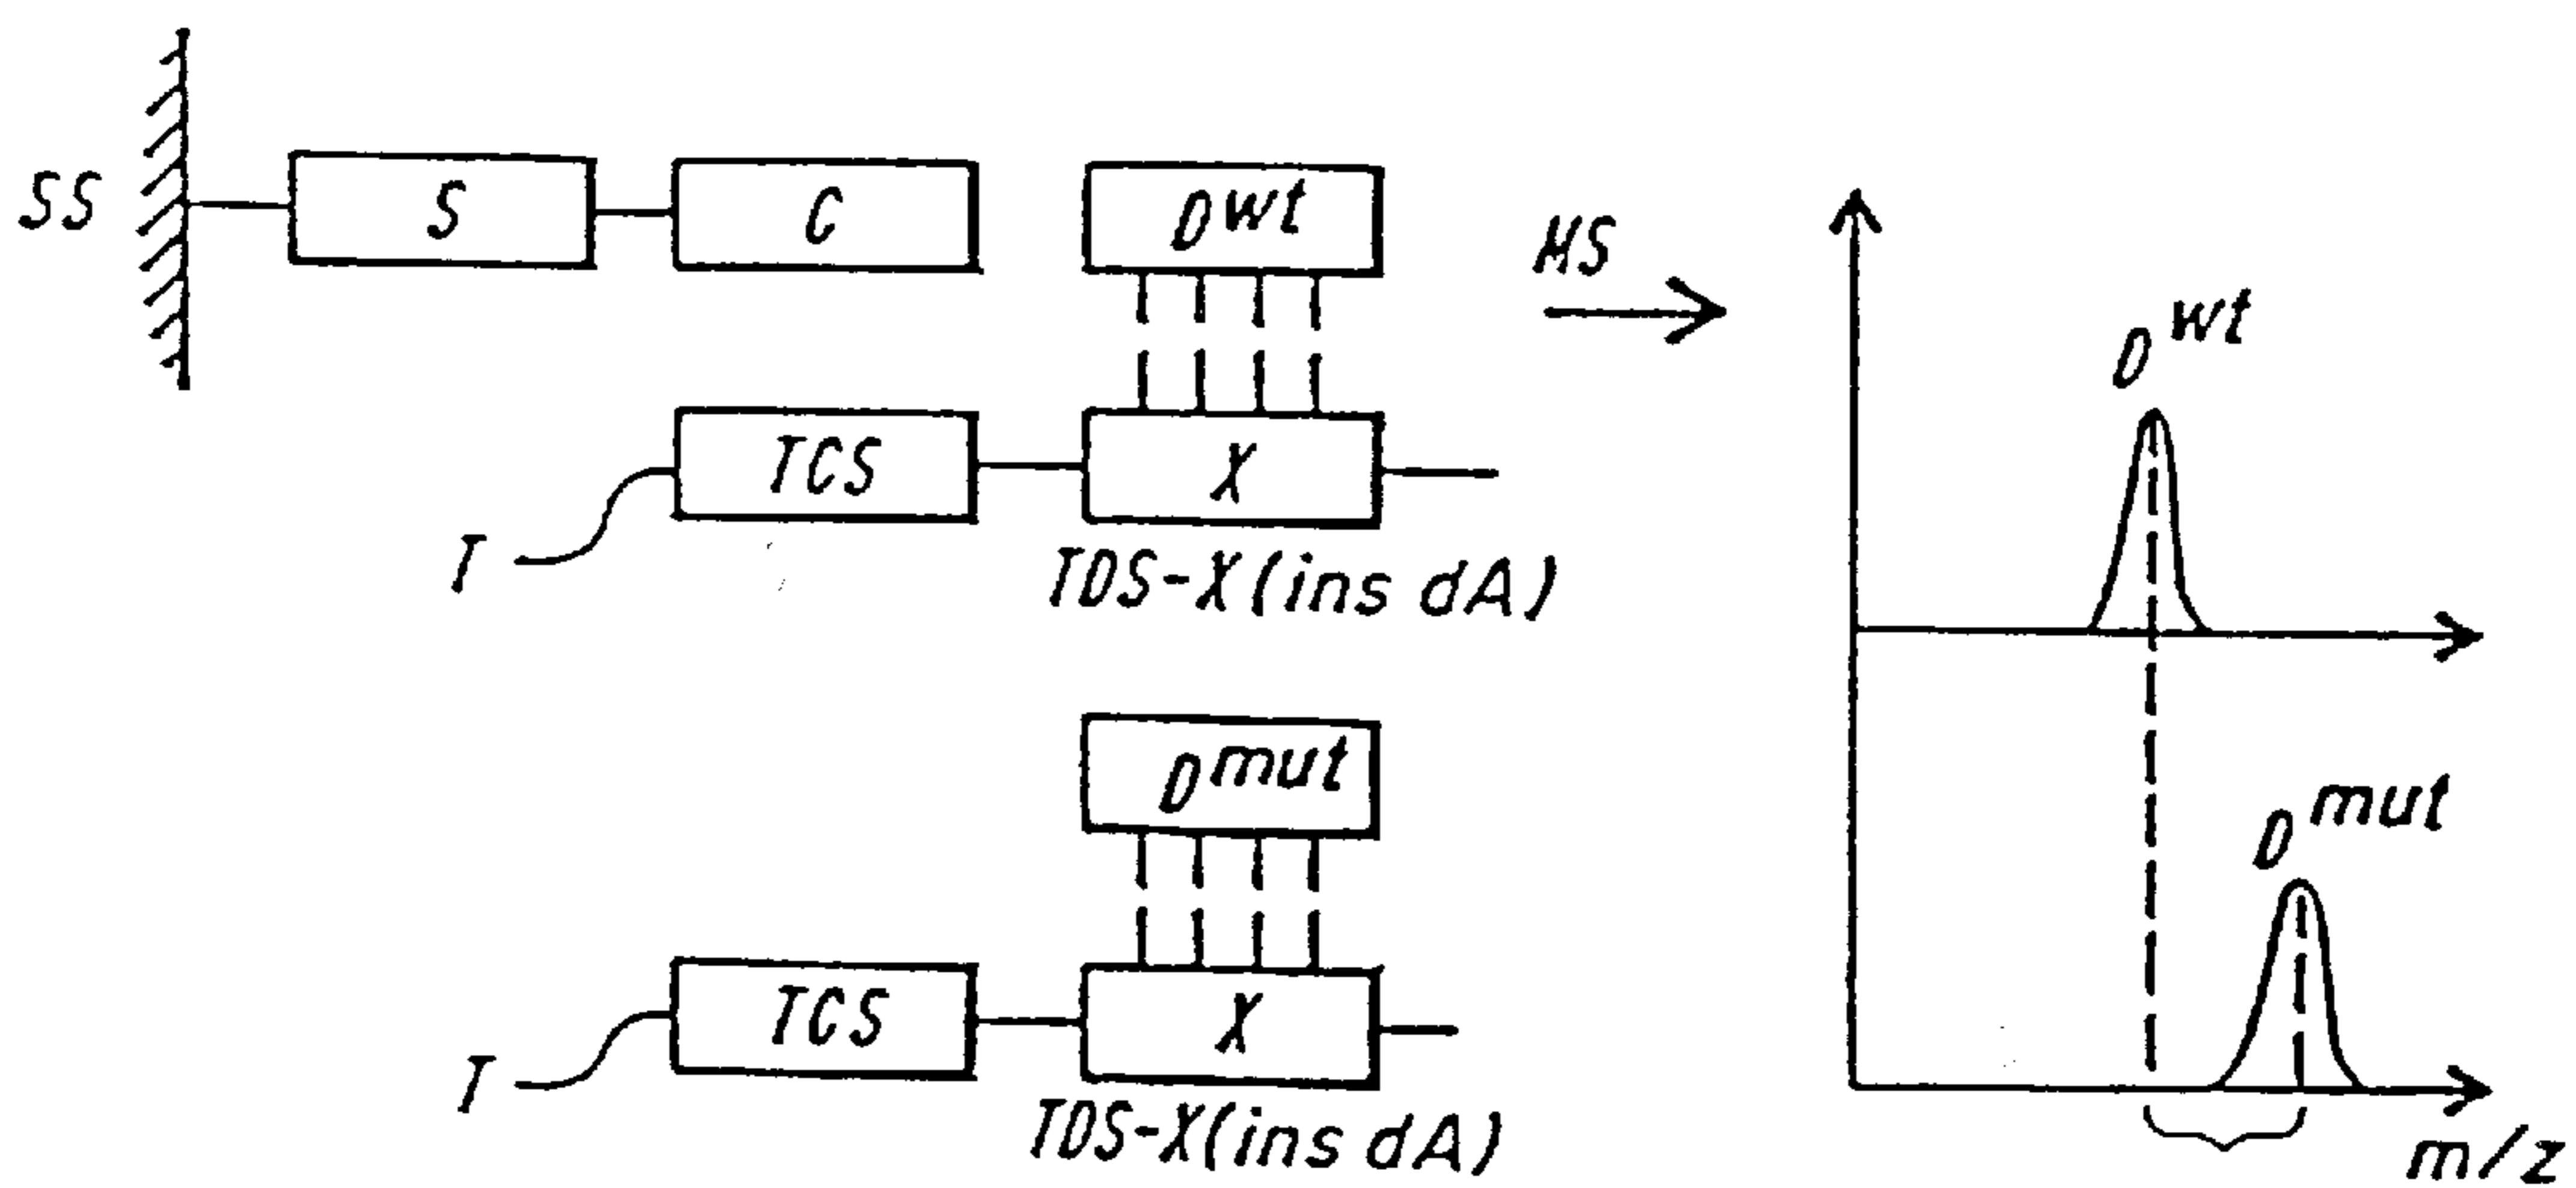 SS
S
C
D wt
MS
TCS
X
T
TDS-X(ins dA)
D mut
TCS
X
T
TDS-X(ins dA)
D wt
D mut
m/z